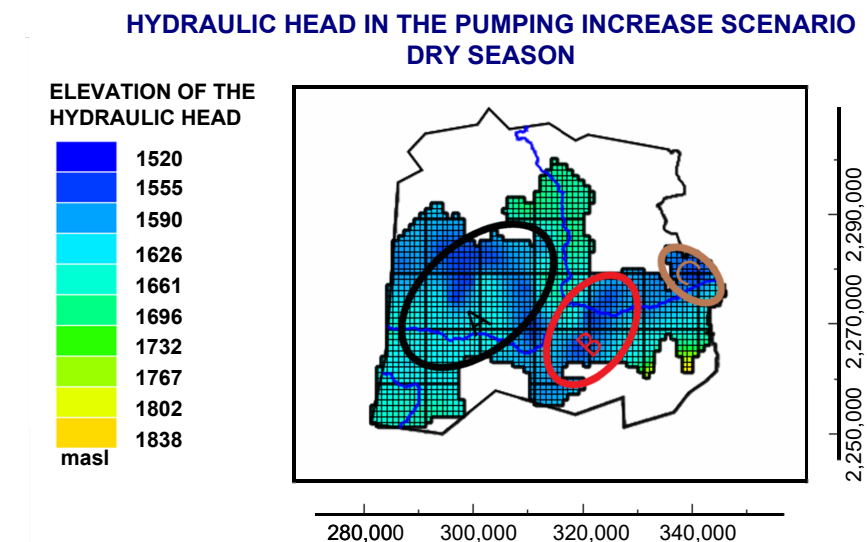 HYDRAULIC HEAD IN THE PUMPING INCREASE SCENARIO
DRY SEASON
ELEVATION OF THE
HYDRAULIC HEAD
1520
1555
1590
1626
1661
1696
1732
1767
1802
1838
masl
A
B
C
2,290,000
2,270,000
2,250,000
280,000 300,000 320,000 340,000